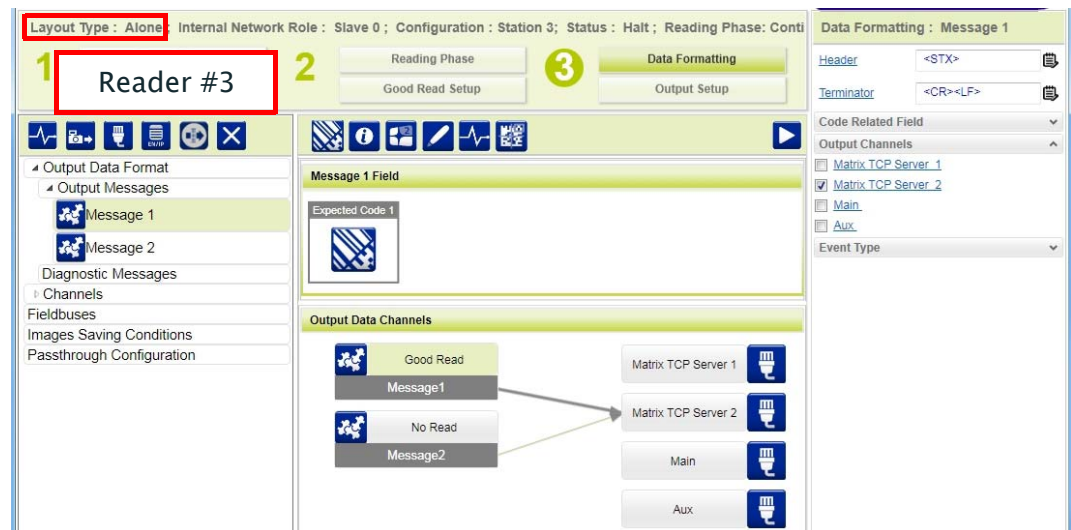 Layout Type : Alone; Internal Network Role : Slave 0 ; Configuration : Station 3; Status : Halt ; Reading Phase: Conti
1
Reader #3
2
Reading Phase
Good Read Setup
3
Data Formatting
Output Setup
EN/IP
Output Data Format
Output Messages
Message 1
Message 2
Diagnostic Messages
Channels
Fieldbuses
Images Saving Conditions
Passthrough Configuration
Message 1 Field
Expected Code 1
Output Data Channels
Good Read
Message1
No Read
Message2
Matrix TCP Server 1
Matrix TCP Server 2
Main
Aux
Data Formatting : Message 1
Header <STX>
Terminator <CR><LF>
Code Related Field
Output Channels
Matrix TCP Server_1
Matrix TCP Server_2
Main
Aux
Event Type